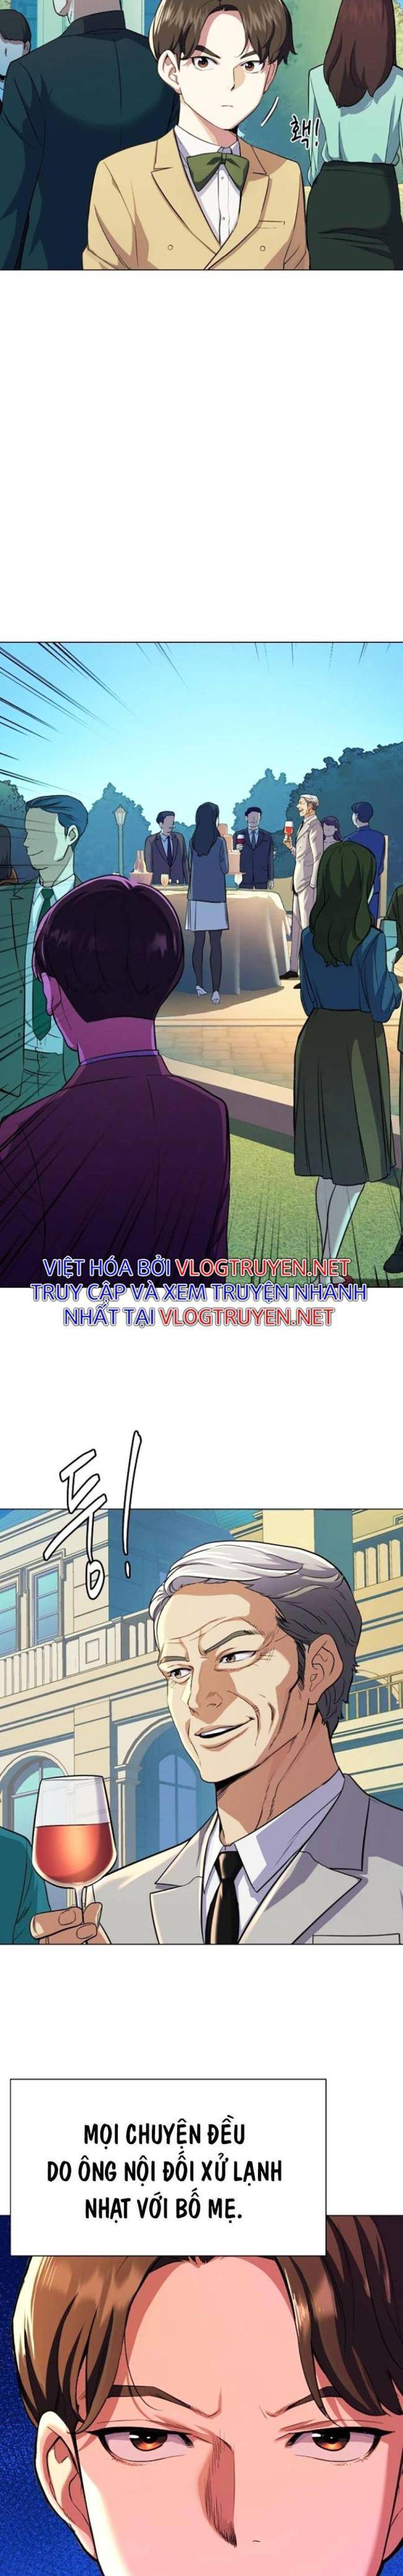 홱!
VIỆT HÓA BỞI VLOGTRUYEN.NET
TRUY CẬP VÀ XEM TRUYỆN NHANH
NHẤT TẠI VLOGTRUYEN.NET
툭!
MỌI CHUYỆN ĐỀU
DO ÔNG NỘI ĐỐI XỬ LẠNH
NHẠT VỚI BỐ MẸ.